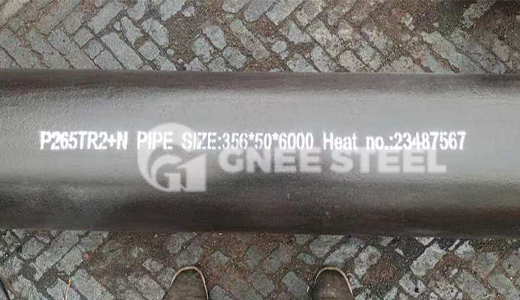 P265TR2+N PIPE SIZE:356*50*6000 Heat no.:23487567
GNEE STEEL